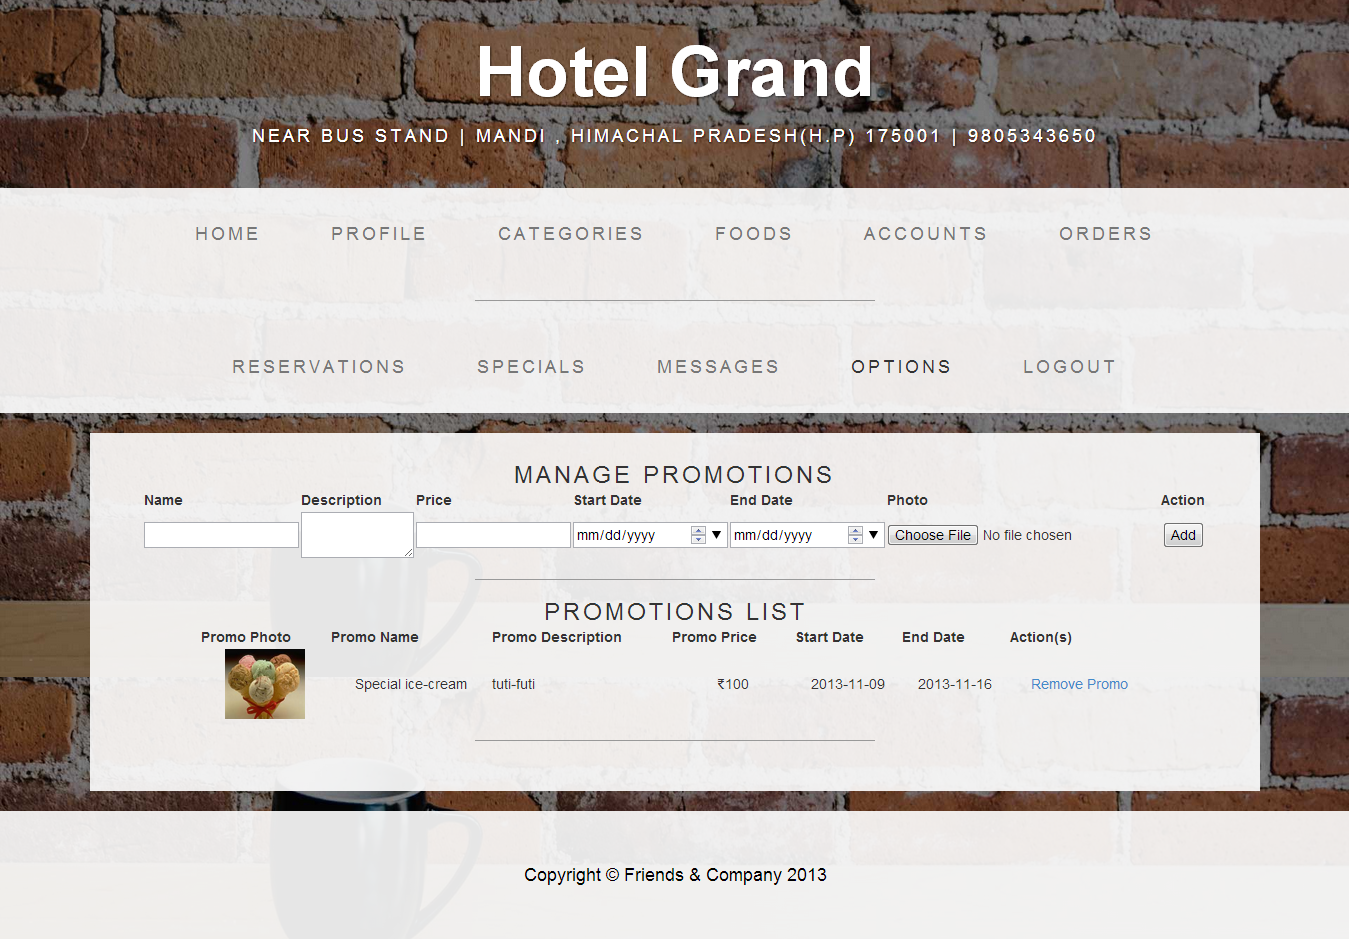 Hotel Grand
NEAR BUS STAND | MANDI , HIMACHAL PRADESH(H.P) 175001 | 9805343650
HOME PROFILE CATEGORIES FOODS ACCOUNTS ORDERS
RESERVATIONS SPECIALS MESSAGES OPTIONS LOGOUT
MANAGE PROMOTIONS
Name Description Price Start Date End Date Photo Action
mm/dd/yyyy mm/dd/yyyy Choose File No file chosen Add
PROMOTIONS LIST
Promo Photo Promo Name Promo Description Promo Price Start Date End Date Action(s)
Special ice-cream tuti-futi ₹100 2013-11-09 2013-11-16 Remove Promo
Copyright © Friends & Company 2013